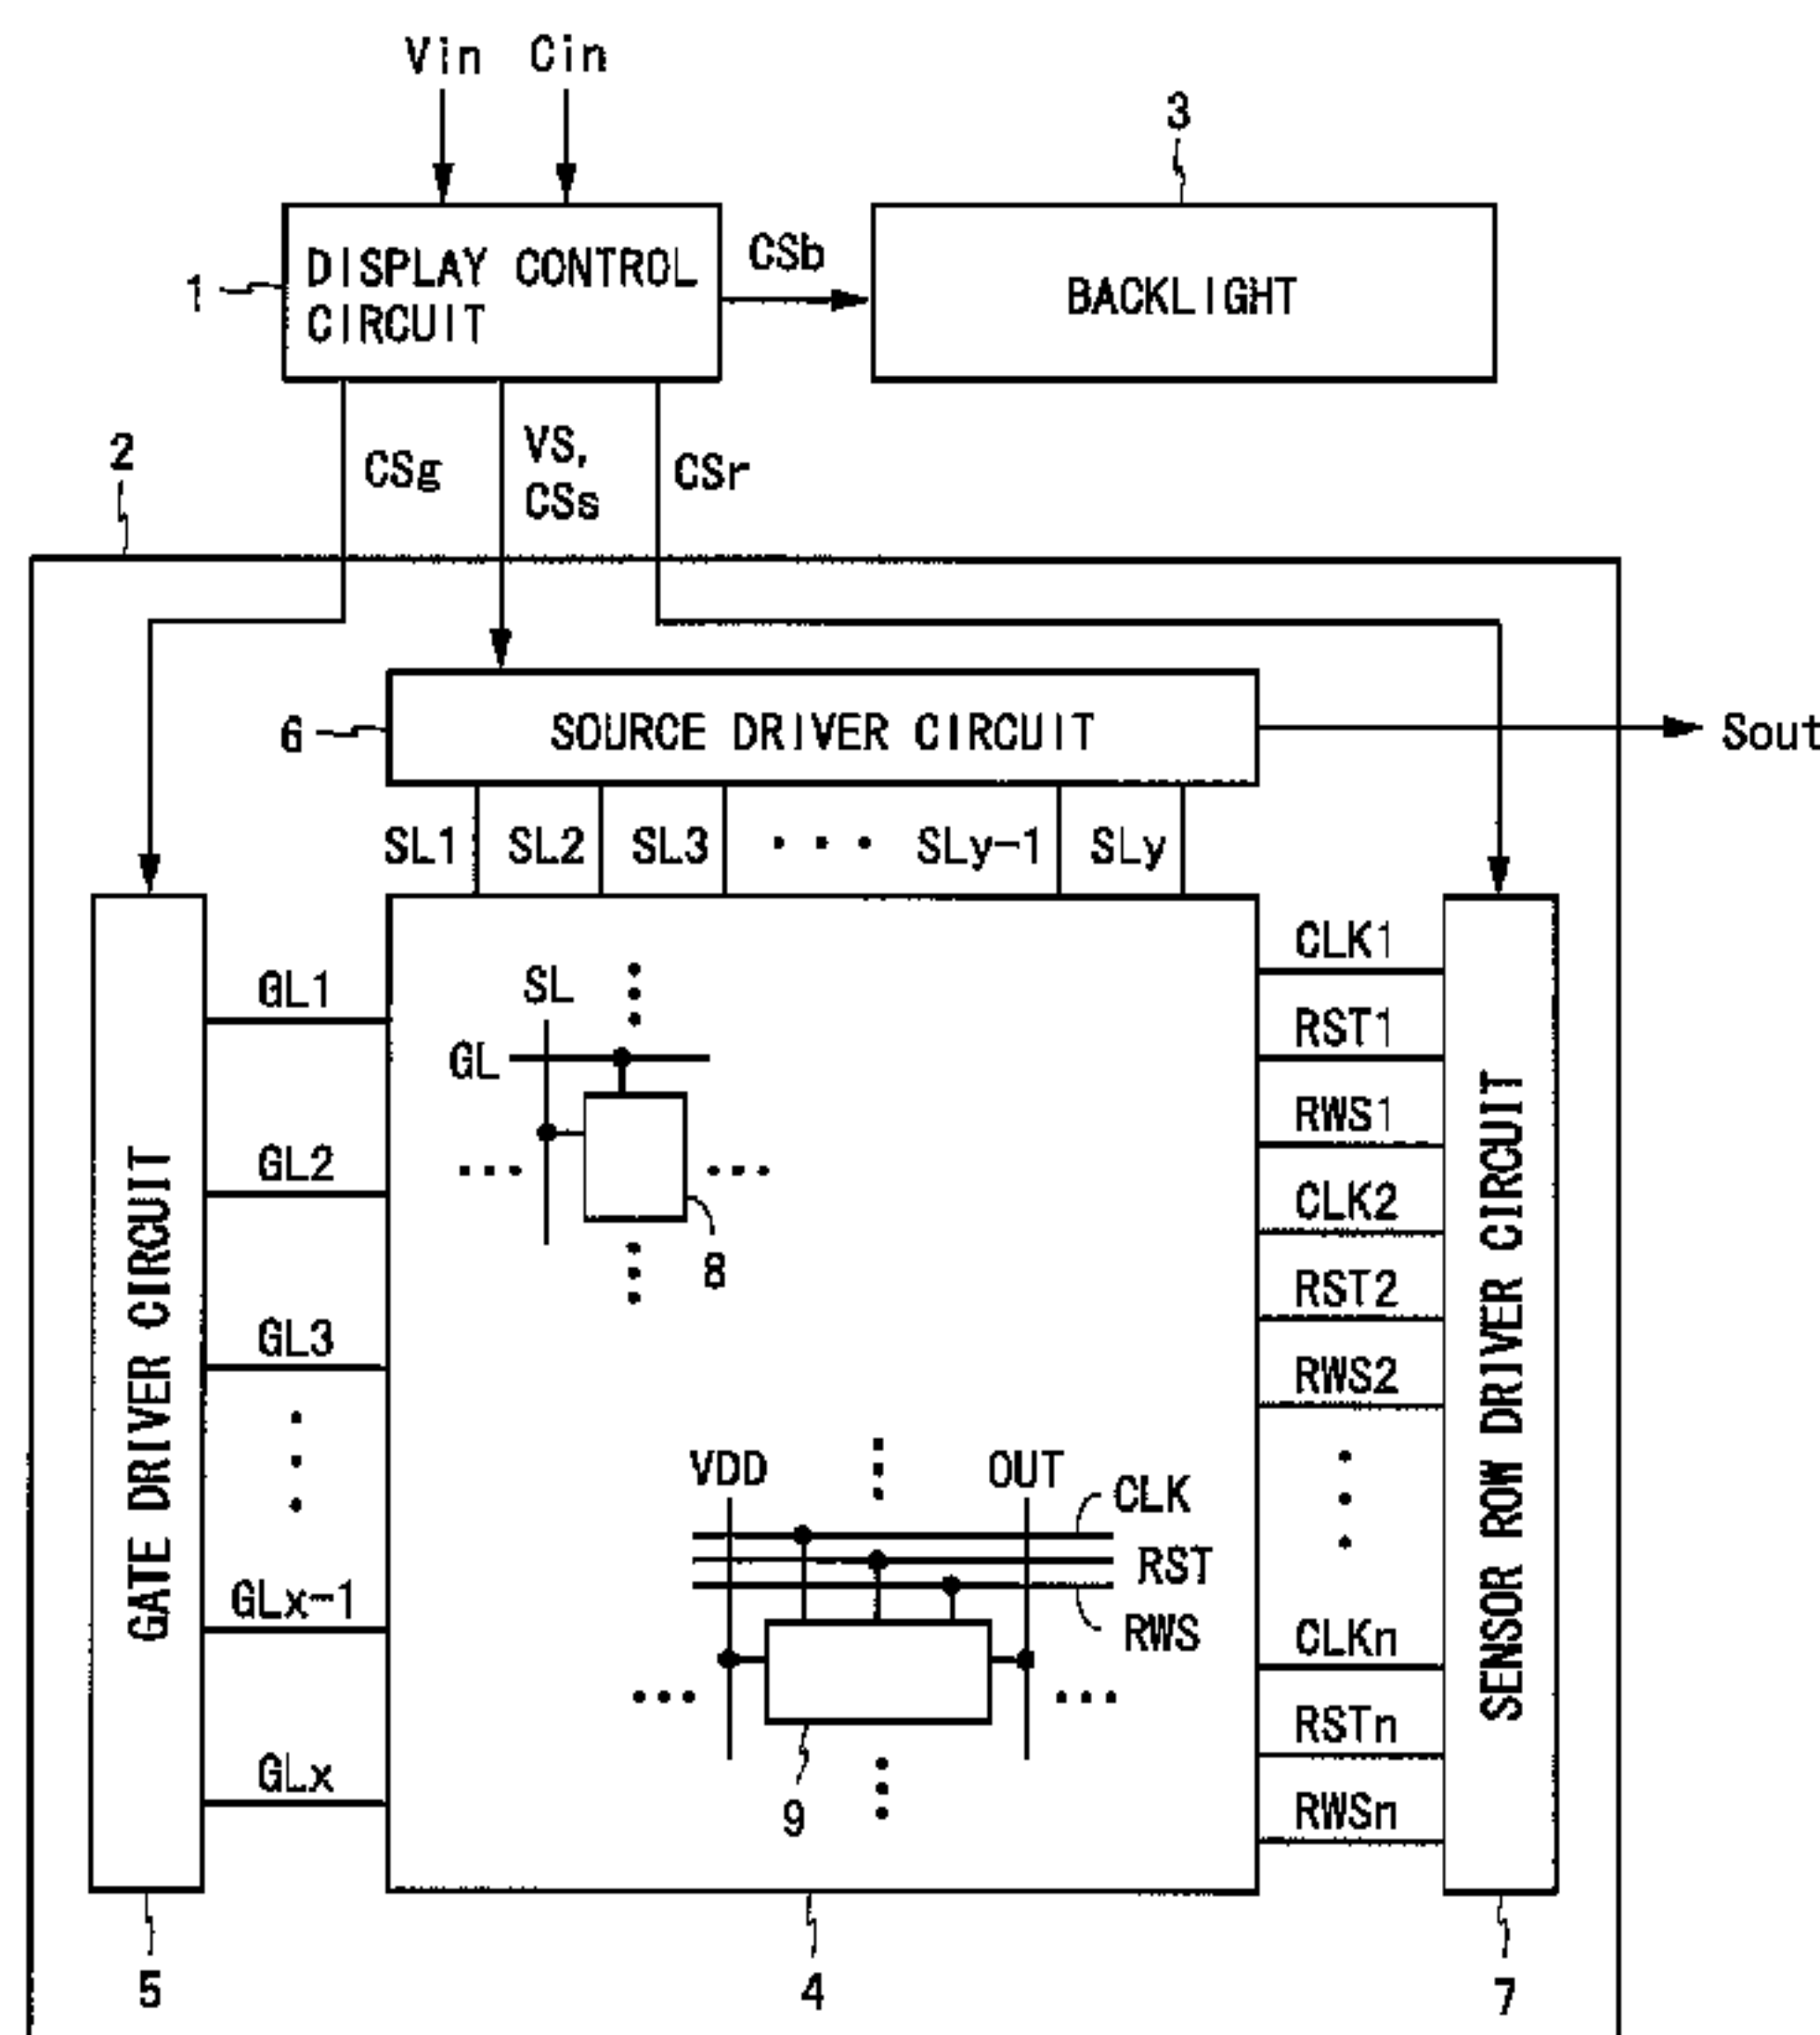 Vin Cin
3
1
DISPLAY CONTROL
CIRCUIT
CSb
BACKLIGHT
2
CSg
VS,
CSs
CSr
6
SOURCE DRIVER CIRCUIT
Sout
SL1 SL2 SL3 ・・・ SLy-1 SLy
GATE DRIVER CIRCUIT
GL1
GL2
GL3
GLx-1
GLx
SL
GL
8
VDD
OUT
CLK
RST
RWS
9
CLK1
RST1
RWS1
CLK2
RST2
RWS2
CLKn
RSTn
RWSn
SENSOR ROW DRIVER CIRCUIT
5
4
7